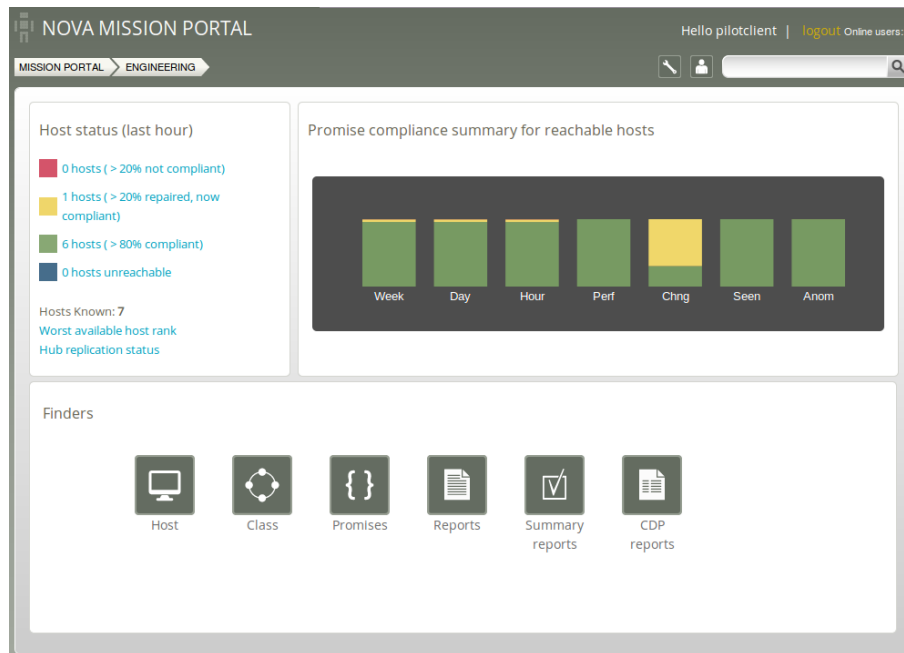 NOVA MISSION PORTAL
Hello pilotclient | logout Online users:
MISSION PORTAL ENGINEERING
Host status (last hour)
0 hosts ( > 20% not compliant)
1 hosts ( > 20% repaired, now
compliant)
6 hosts ( > 80% compliant)
0 hosts unreachable
Hosts Known: 7
Worst available host rank
Hub replication status
Promise compliance summary for reachable hosts
Week Day Hour Perf Chng Seen Anom
Finders
Host Class Promises Reports Summary CDP
reports reports